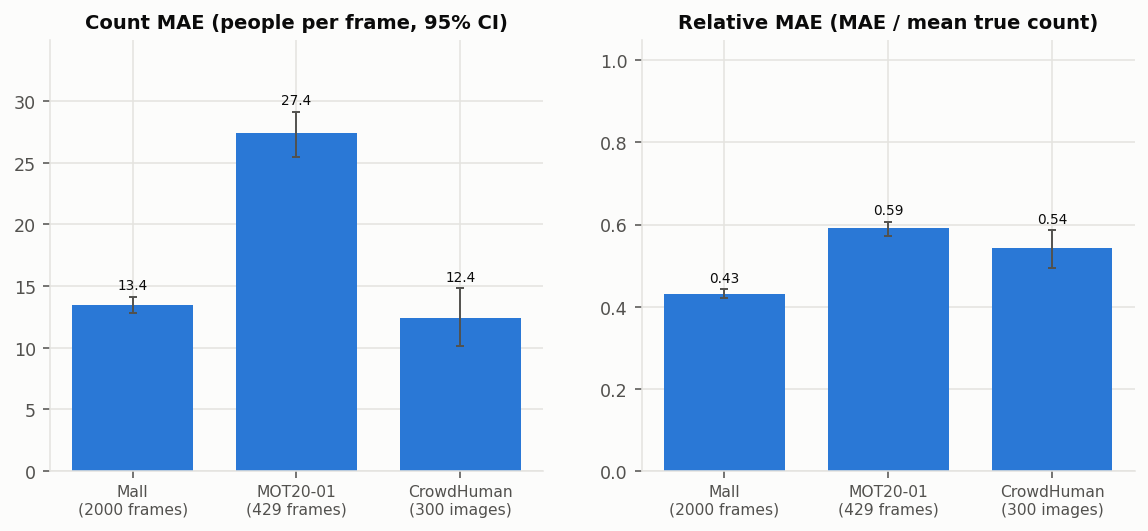 Count MAE (people per frame, 95% CI)
30
25
20
15
10
5
0
13.4
27.4
12.4
Mall
(2000 frames)
MOT20-01
(429 frames)
CrowdHuman
(300 images)
Relative MAE (MAE / mean true count)
1.0
0.8
0.6
0.4
0.2
0.0
0.43
0.59
0.54
Mall
(2000 frames)
MOT20-01
(429 frames)
CrowdHuman
(300 images)